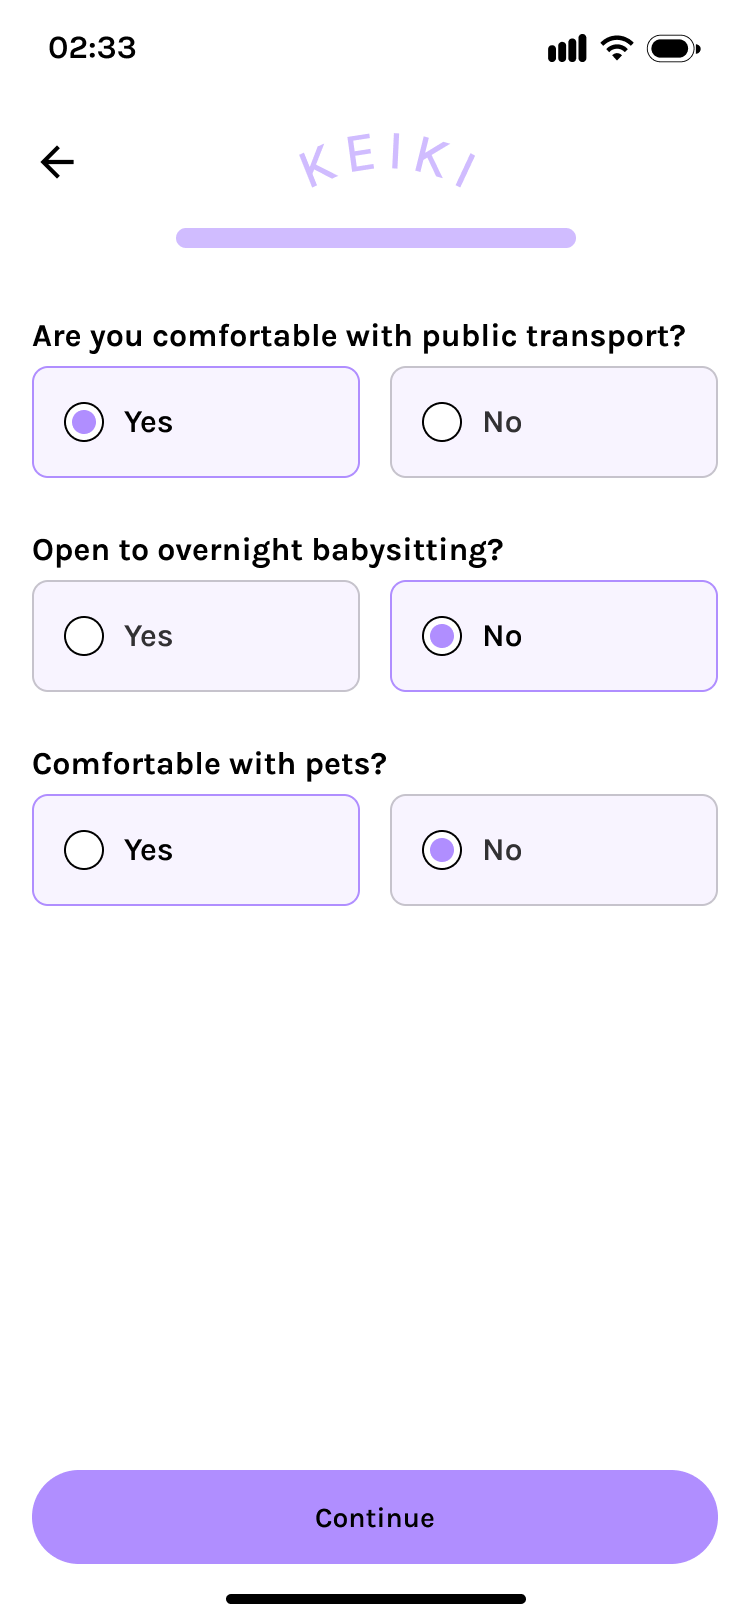 02:33
KEIKI
Are you comfortable with public transport?
Yes No
Open to overnight babysitting?
Yes No
Comfortable with pets?
Yes No
Continue